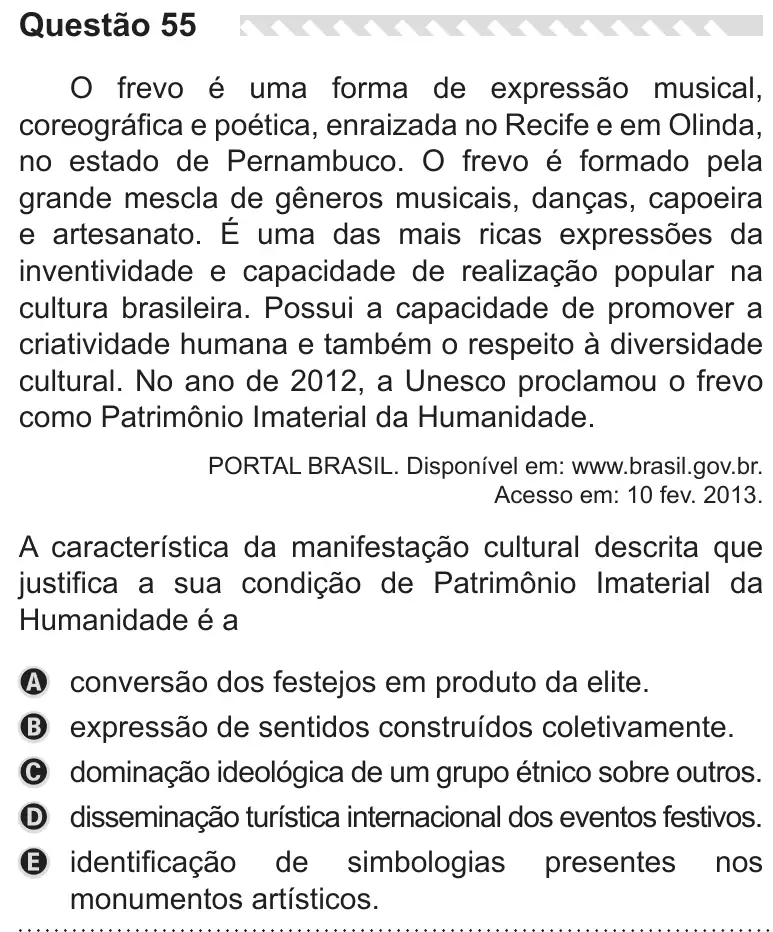 Questão 55
O frevo é uma forma de expressão musical,
coreográfica e poética, enraizada no Recife e em Olinda,
no estado de Pernambuco. O frevo é formado pela
grande mescla de gêneros musicais, danças, capoeira
e artesanato. É uma das mais ricas expressões da
inventividade e capacidade de realização popular na
cultura brasileira. Possui a capacidade de promover a
criatividade humana e também o respeito à diversidade
cultural. No ano de 2012, a Unesco proclamou o frevo
como Patrimônio Imaterial da Humanidade.
PORTAL BRASIL. Disponível em: www.brasil.gov.br.
Acesso em: 10 fev. 2013.
A característica da manifestação cultural descrita que
justifica a sua condição de Patrimônio Imaterial da
Humanidade é a
A conversão dos festejos em produto da elite.
B expressão de sentidos construídos coletivamente.
C dominação ideológica de um grupo étnico sobre outros.
D disseminação turística internacional dos eventos festivos.
E identificação de simbologias presentes nos
monumentos artísticos.